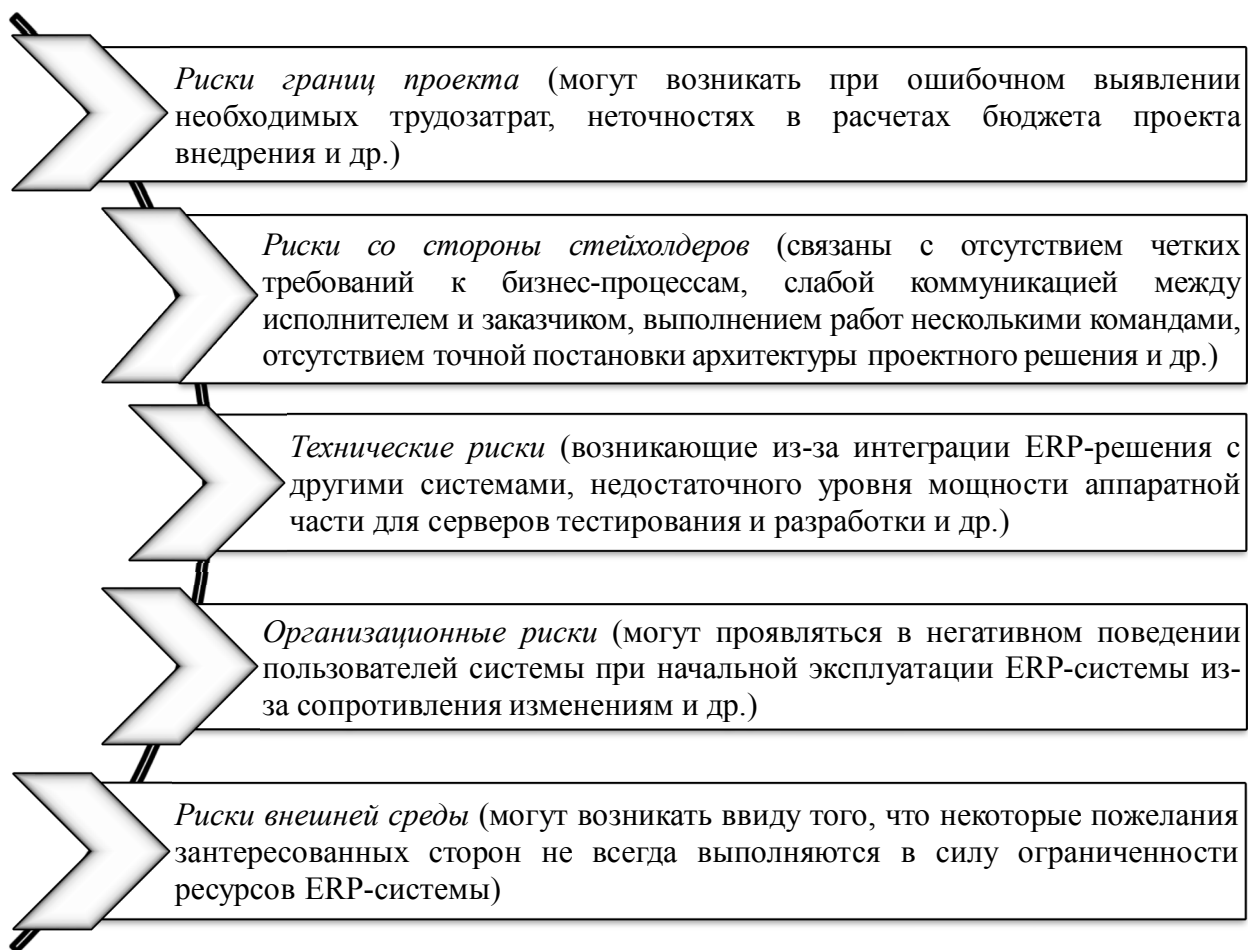 Риски границ проекта (могут возникать при ошибочном выявлении
необходимых трудозатрат, неточностях в расчетах бюджета проекта
внедрения и др.)
Риски со стороны стейхолдеров (связаны с отсутствием четких
требований к бизнес-процессам, слабой коммуникацией между
исполнителем и заказчиком, выполнением работ несколькими командами,
отсутствием точной постановки архитектуры проектного решения и др.)
Технические риски (возникающие из-за интеграции ERP-решения с
другими системами, недостаточного уровня мощности аппаратной
части для серверов тестирования и разработки и др.)
Организационные риски (могут проявляться в негативном поведении
пользователей системы при начальной эксплуатации ERP-системы из-
за сопротивления изменениям и др.)
Риски внешней среды (могут возникать ввиду того, что некоторые пожелания
зантересованных сторон не всегда выполняются в силу ограниченности
ресурсов ERP-системы)